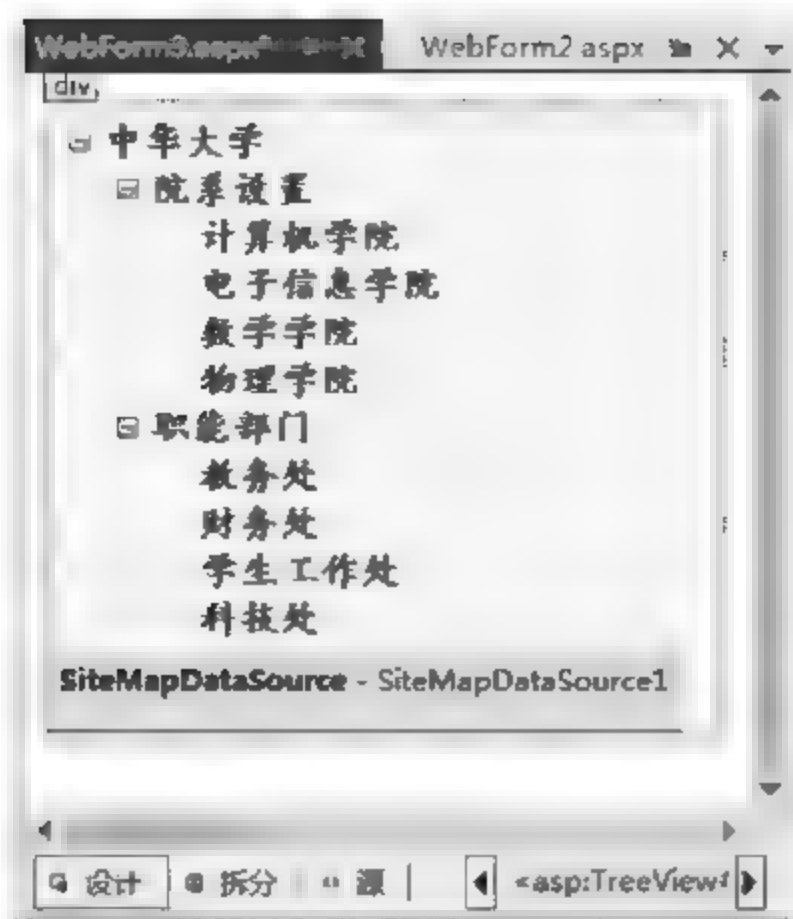 WebForm3.aspx* WebForm2.aspx
div
中华大学
院系设置
计算机学院
电子信息学院
数学学院
物理学院
职能部门
教务处
财务处
学生工作处
科技处
SiteMapDataSource - SiteMapDataSource1
设计 拆分 源 <asp:TreeView#